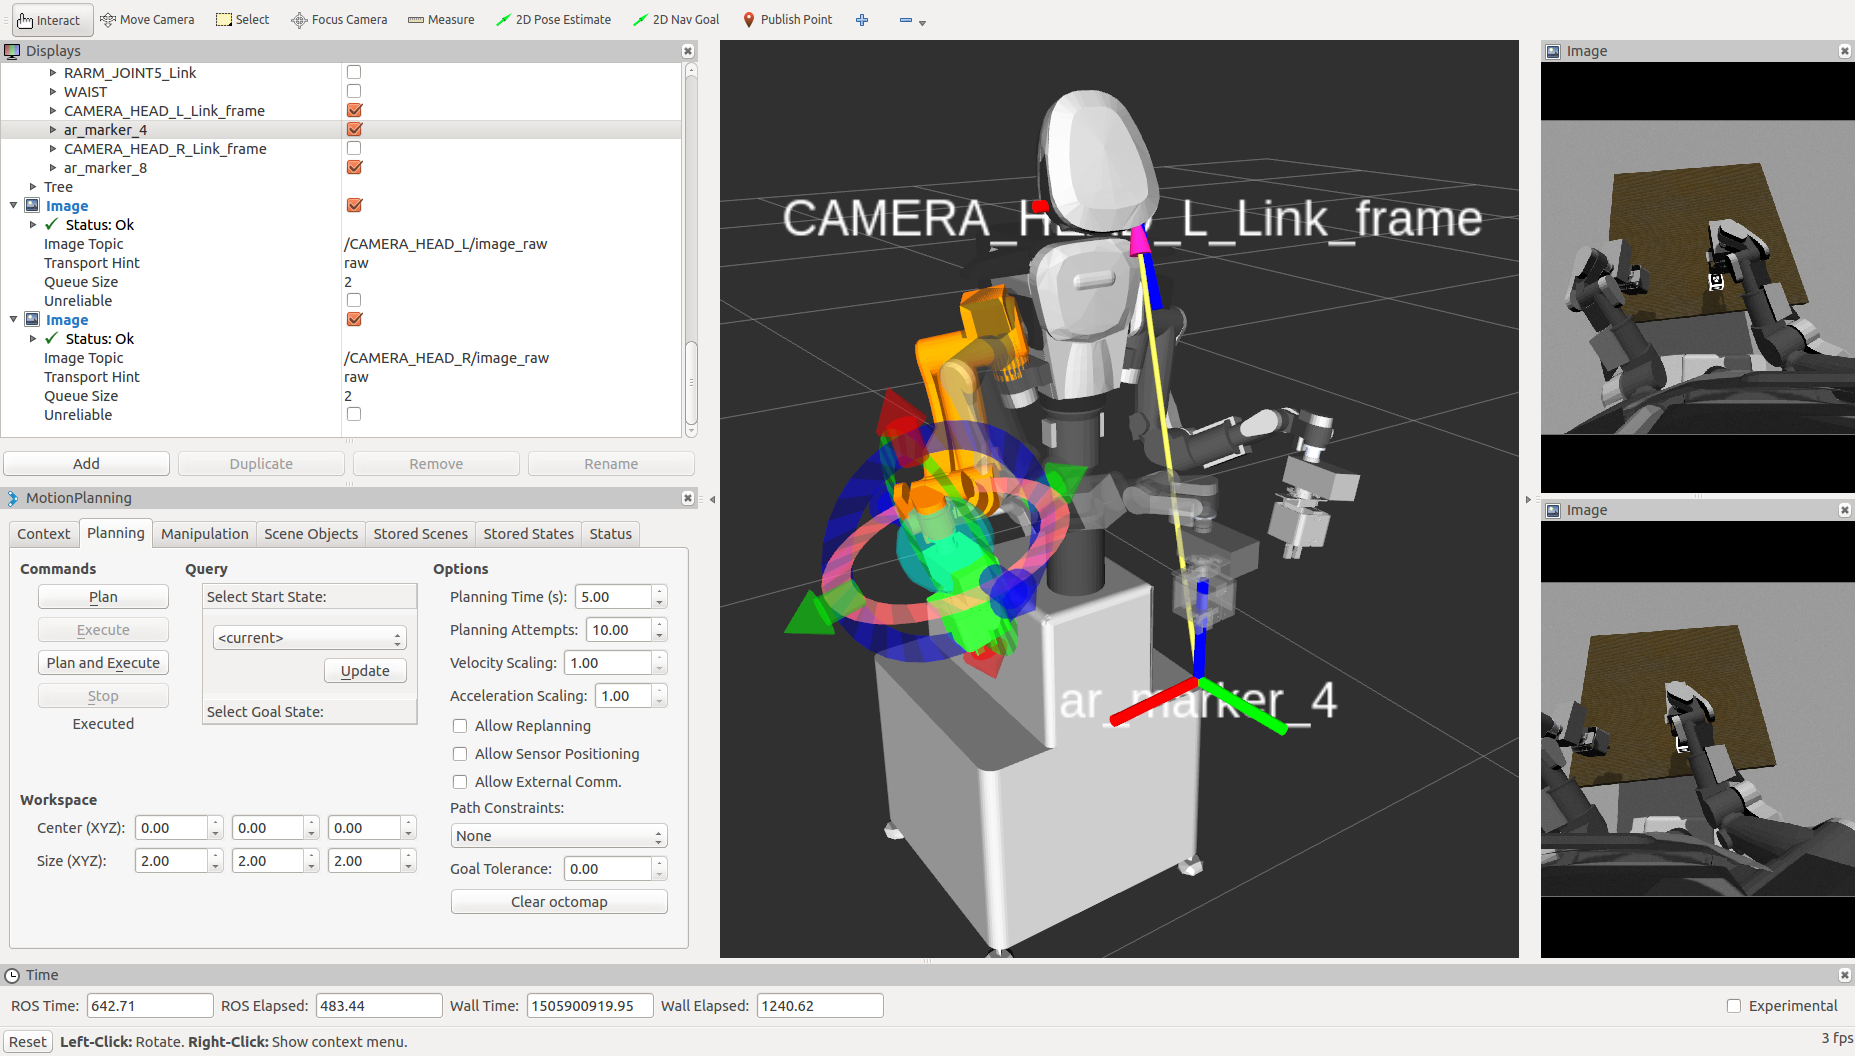 Interact Move Camera Select Focus Camera Measure 2D Pose Estimate 2D Nav Goal Publish Point
Displays
RARM_JOINT5_Link
WAIST
CAMERA_HEAD_L_Link_frame
ar_marker_4
CAMERA_HEAD_R_Link_frame
ar_marker_8
Tree
Image
Status: Ok
Image Topic /CAMERA_HEAD_L/image_raw
Transport Hint raw
Queue Size 2
Unreliable
Image
Status: Ok
Image Topic /CAMERA_HEAD_R/image_raw
Transport Hint raw
Queue Size 2
Unreliable
Add Duplicate Remove Rename
MotionPlanning
Context Planning Manipulation Scene Objects Stored Scenes Stored States Status
Commands
Plan
Execute
Plan and Execute
Stop
Executed
Query
Select Start State:
<current>
Update
Select Goal State:
Options
Planning Time (s): 5.00
Planning Attempts: 10.00
Velocity Scaling: 1.00
Acceleration Scaling: 1.00
Allow Replanning
Allow Sensor Positioning
Allow External Comm.
Path Constraints:
None
Goal Tolerance: 0.00
Clear octomap
Workspace
Center (XYZ): 0.00 0.00 0.00
Size (XYZ): 2.00 2.00 2.00
CAMERA_HEAD_L_Link_frame
ar_marker_4
Image
Image
Time
ROS Time: 642.71 ROS Elapsed: 483.44 Wall Time: 1505900919.95 Wall Elapsed: 1240.62 Experimental
Reset Left-Click: Rotate. Right-Click: Show context menu. 3 fps